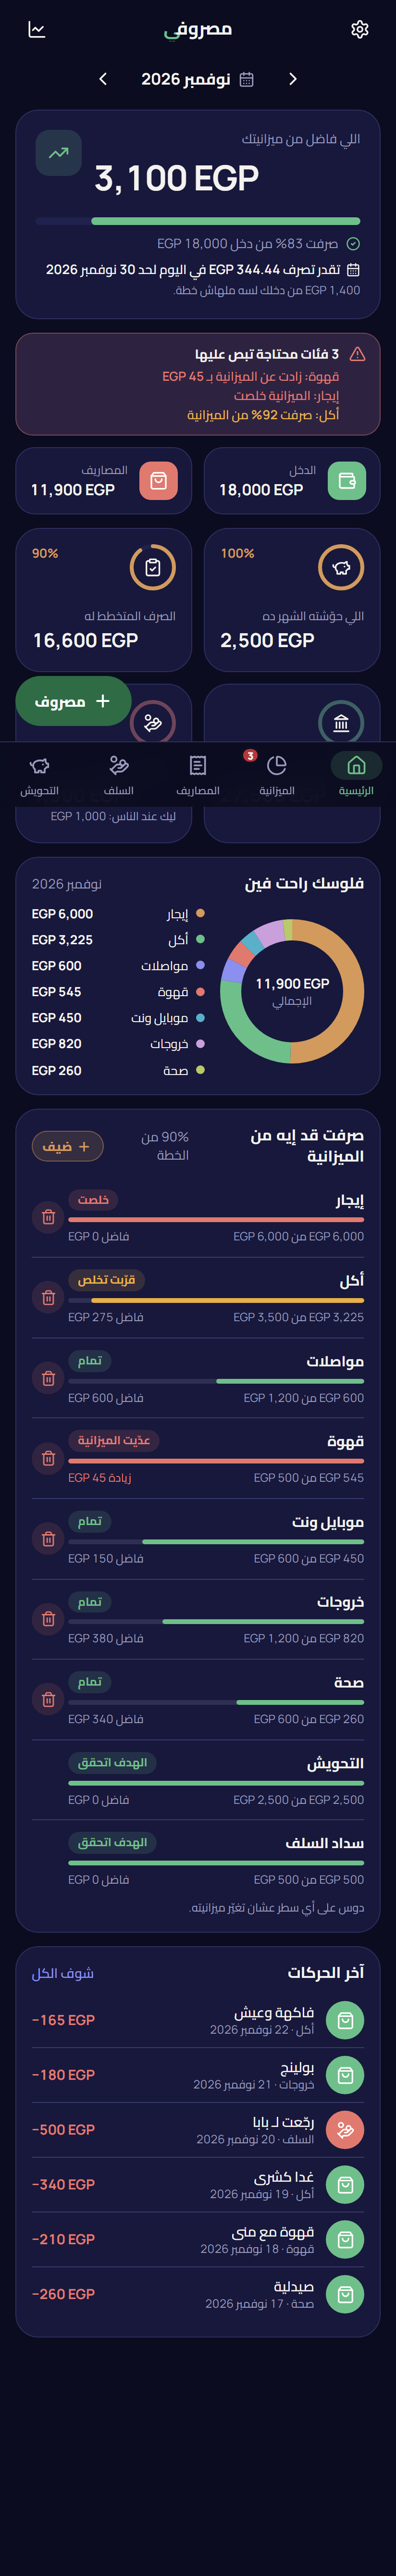 مصروفي
نوفمبر 2026
اللي فاضل من ميزانيتك
3,100 EGP
صرفت 83% من دخل 18,000 EGP
تقدر تصرف 344.44 EGP في اليوم لحد 30 نوفمبر 2026
1,400 EGP من دخلك لسه ملهاش خطة.
3 فئات محتاجة تبص عليها
قهوة: زادت عن الميزانية بـ 45 EGP
إيجار: الميزانية خلصت
أكل: صرفت 92% من الميزانية
الدخل
18,000 EGP
المصاريف
11,900 EGP
100%
اللي حوّشته الشهر ده
2,500 EGP
90%
الصرف المتخطط له
16,600 EGP
+ مصروف
الرئيسية
3
الميزانية
المصاريف
السلف
التحويش
ليك عند الناس: 1,000 EGP
فلوسك راحت فين
نوفمبر 2026
11,900 EGP
الإجمالي
إيجار 6,000 EGP
أكل 3,225 EGP
مواصلات 600 EGP
قهوة 545 EGP
موبايل ونت 450 EGP
خروجات 820 EGP
صحة 260 EGP
صرفت قد إيه من الميزانية
90% من الخطة
+ ضيف
إيجار
خلصت
6,000 EGP من 6,000 EGP
فاضل 0 EGP
أكل
قرّبت تخلص
3,225 EGP من 3,500 EGP
فاضل 275 EGP
مواصلات
تمام
600 EGP من 1,200 EGP
فاضل 600 EGP
قهوة
عدّيت الميزانية
545 EGP من 500 EGP
زيادة 45 EGP
موبايل ونت
تمام
450 EGP من 600 EGP
فاضل 150 EGP
خروجات
تمام
820 EGP من 1,200 EGP
فاضل 380 EGP
صحة
تمام
260 EGP من 600 EGP
فاضل 340 EGP
التحويش
الهدف اتحقق
2,500 EGP من 2,500 EGP
فاضل 0 EGP
سداد السلف
الهدف اتحقق
500 EGP من 500 EGP
فاضل 0 EGP
دوس على أي سطر عشان تغيّر ميزانيته.
آخر الحركات
شوف الكل
فاكهة وعيش
أكل · 22 نوفمبر 2026
−165 EGP
بولينج
خروجات · 21 نوفمبر 2026
−180 EGP
رجّعت لـ بابا
السلف · 20 نوفمبر 2026
−500 EGP
غدا كشري
أكل · 19 نوفمبر 2026
−340 EGP
قهوة مع منى
قهوة · 18 نوفمبر 2026
−210 EGP
صيدلية
صحة · 17 نوفمبر 2026
−260 EGP